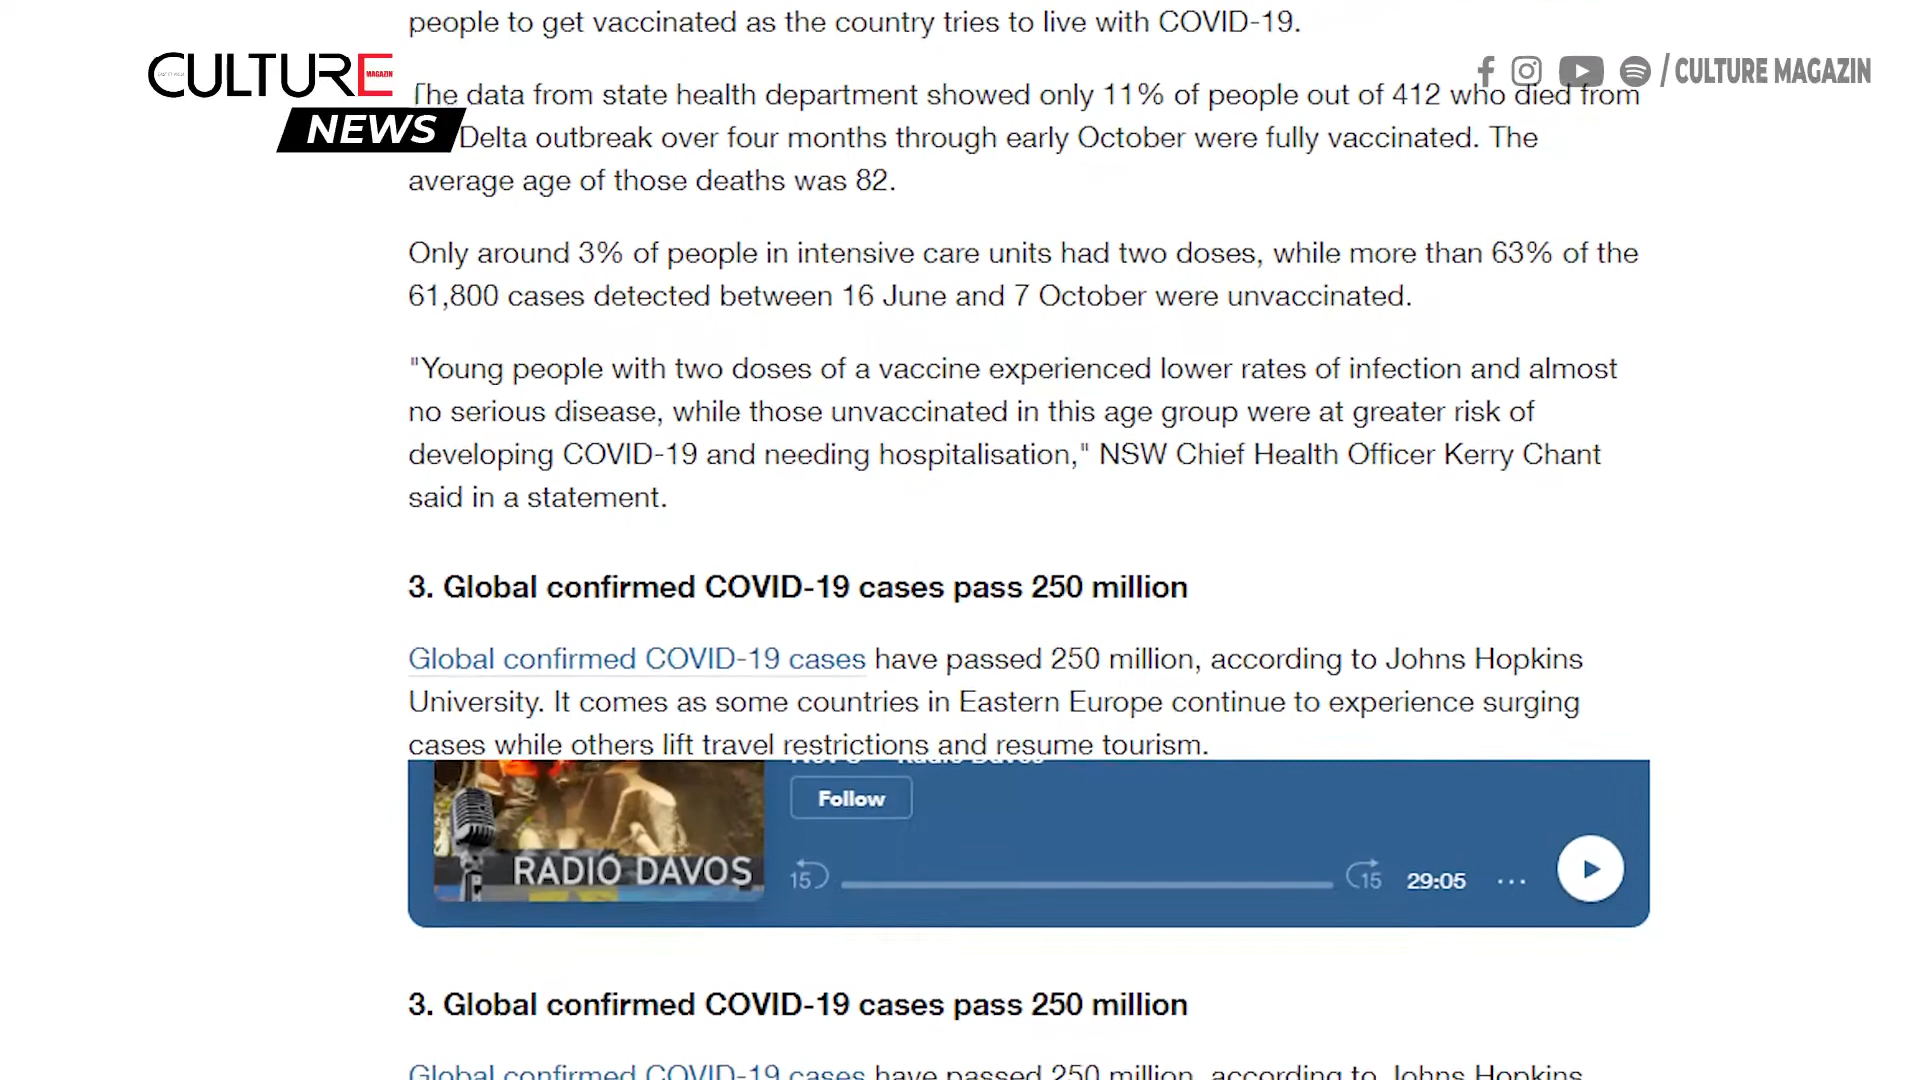 people to get vaccinated as the country tries to live with COVID-19.
CULTURE
MAGAZIN
NEWS
/ CULTURE MAGAZIN
The data from state health department showed only 11% of people out of 412 who died from
Delta outbreak over four months through early October were fully vaccinated. The
average age of those deaths was 82.
Only around 3% of people in intensive care units had two doses, while more than 63% of the
61,800 cases detected between 16 June and 7 October were unvaccinated.
"Young people with two doses of a vaccine experienced lower rates of infection and almost
no serious disease, while those unvaccinated in this age group were at greater risk of
developing COVID-19 and needing hospitalisation," NSW Chief Health Officer Kerry Chant
said in a statement.
3. Global confirmed COVID-19 cases pass 250 million
Global confirmed COVID-19 cases have passed 250 million, according to Johns Hopkins
University. It comes as some countries in Eastern Europe continue to experience surging
cases while others lift travel restrictions and resume tourism.
Radio Davos
Follow
RADIO DAVOS
15
15
29:05
3. Global confirmed COVID-19 cases pass 250 million
Global confirmed COVID-19 cases have passed 250 million, according to Johns Hopkins